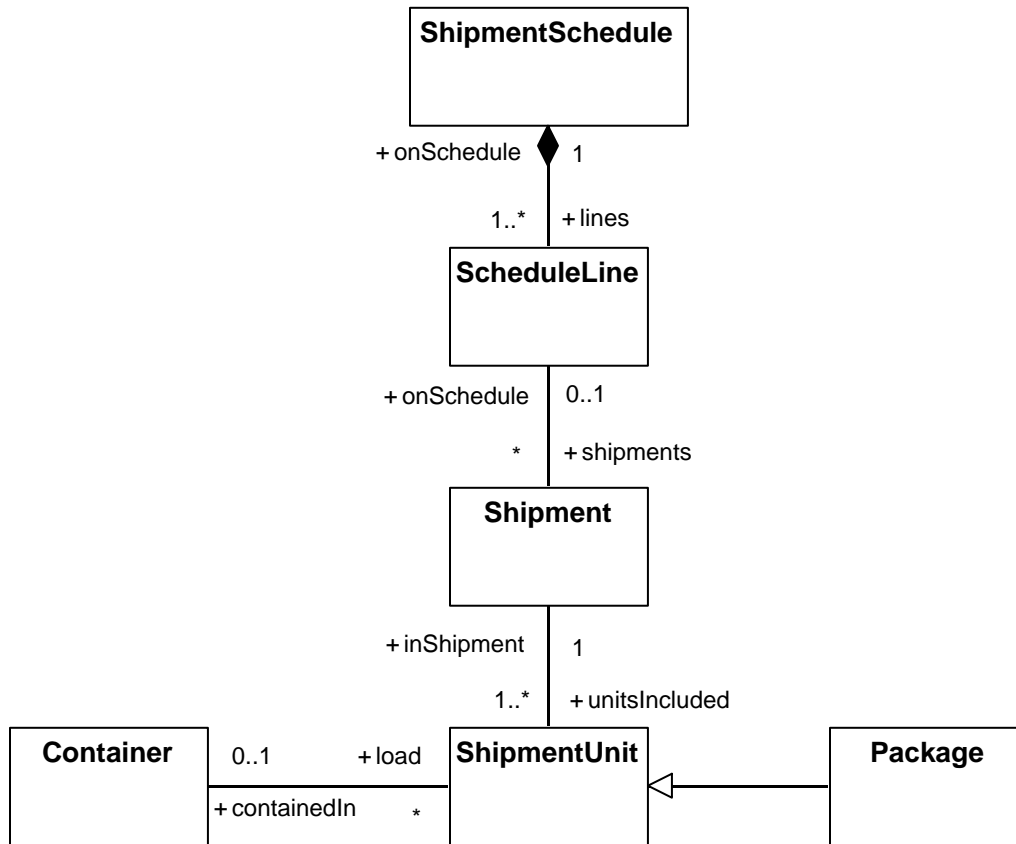 ShipmentSchedule
+ onSchedule 1
1..* + lines
ScheduleLine
+ onSchedule 0..1
* + shipments
Shipment
+ inShipment 1
1..* + unitsIncluded
Container 0..1 + load ShipmentUnit Package
+ containedIn *